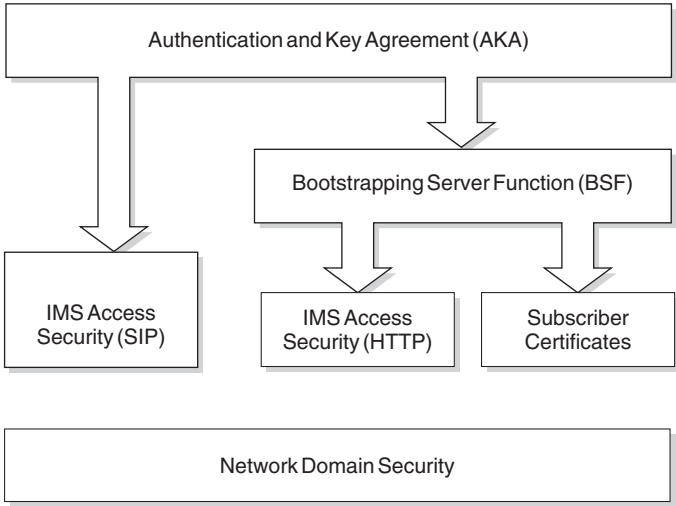 Authentication and Key Agreement (AKA)
Bootstrapping Server Function (BSF)
IMS Access
Security (SIP)
IMS Access
Security (HTTP)
Subscriber
Certificates
Network Domain Security